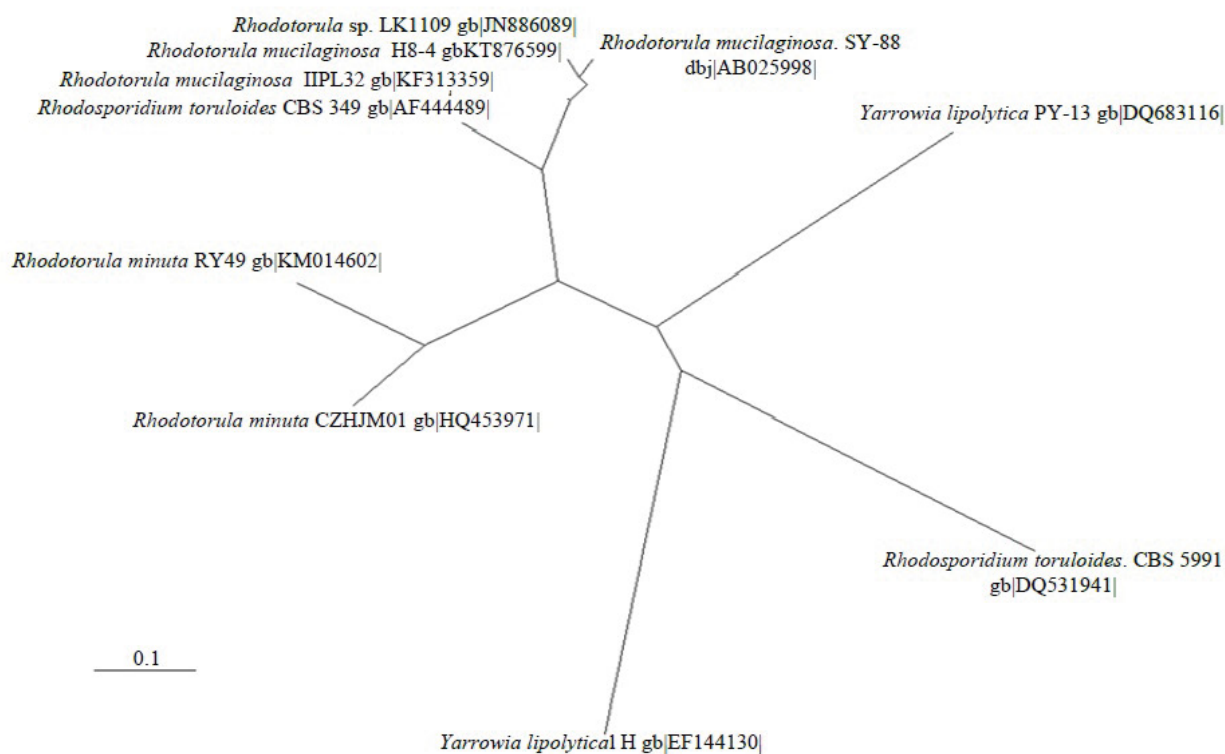 Rhodotorula sp. LK1109 gb|JN886089|
Rhodotorula mucilaginosa H8-4 gbKT876599|
Rhodotorula mucilaginosa IIPL32 gb|KF313359|
Rhodosporidium toruloides CBS 349 gb|AF444489|
Rhodotorula mucilaginosa. SY-88
dbj|AB025998|
Yarrowia lipolytica PY-13 gb|DQ683116|
Rhodotorula minuta RY49 gb|KM014602|
Rhodotorula minuta CZHJM01 gb|HQ453971|
Rhodosporidium toruloides. CBS 5991
gb|DQ531941|
0.1
Yarrowia lipolytica1 H gb|EF144130|